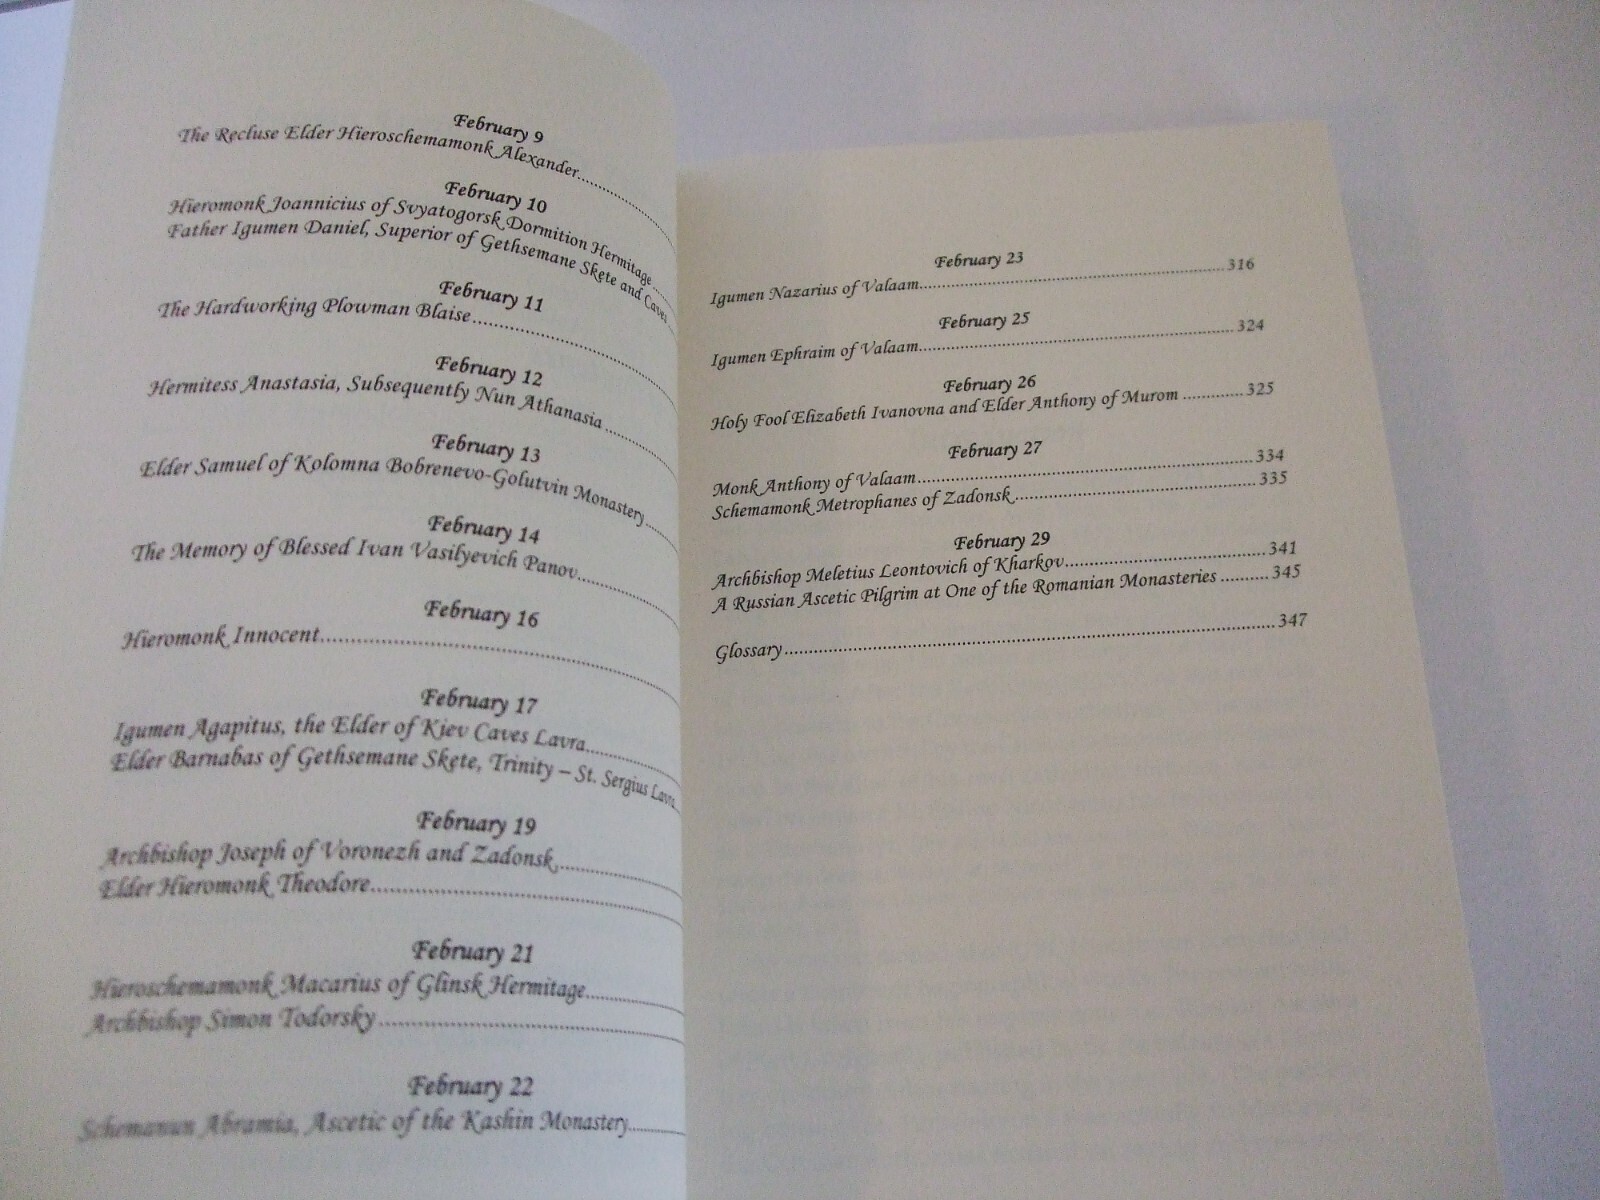 February 9
The Recluse Elder Hieroschemamonk Alexander
February 10
Hieromonk Joannicius of Svyatogorsk Dormition Hermitage
Father Igumen Daniel, Superior of Gethsemane Skete and Caves
February 11
The Hardworking Plowman Blaise
February 12
Hermitess Anastasia, Subsequently Nun Athanasia
February 13
Elder Samuel of Kolomna Bobrenevo-Golutvin Monastery
February 14
The Memory of Blessed Ivan Vasilyevich Panov
February 16
Hieromonk Innocent
February 17
Igumen Agapitus, the Elder of Kiev Caves Lavra
Elder Barnabas of Gethsemane Skete, Trinity – St. Sergius Lavra
February 19
Archbishop Joseph of Voronezh and Zadonsk
Elder Hieromonk Theodore
February 21
Hieroschemamonk Macarius of Glinsk Hermitage
Archbishop Simon Todorsky
February 22
Schemanun Abramia, Ascetic of the Kashin Monastery
February 23
Igumen Nazarius of Valaam 316
February 25
Igumen Ephraim of Valaam 324
February 26
Holy Fool Elizabeth Ivanovna and Elder Anthony of Murom 325
February 27
Monk Anthony of Valaam 334
Schemamonk Metrophanes of Zadonsk 335
February 29
Archbishop Meletius Leontovich of Kharkov 341
A Russian Ascetic Pilgrim at One of the Romanian Monasteries 345
Glossary 347